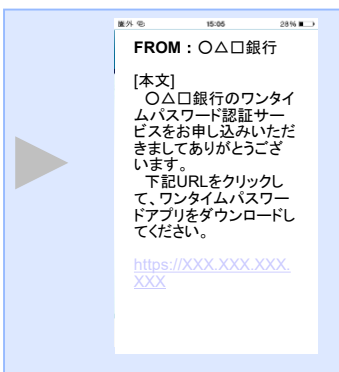 圏外 15:05 28%
FROM：〇△□銀行
[本文]
　〇△□銀行のワンタイ
ムパスワード認証サー
ビスをお申し込みいただ
きましてありがとうござ
います。
　下記URLをクリックし
て、ワンタイムパスワー
ドアプリをダウンロードし
てください。
https://XXX.XXX.XXX.
XXX